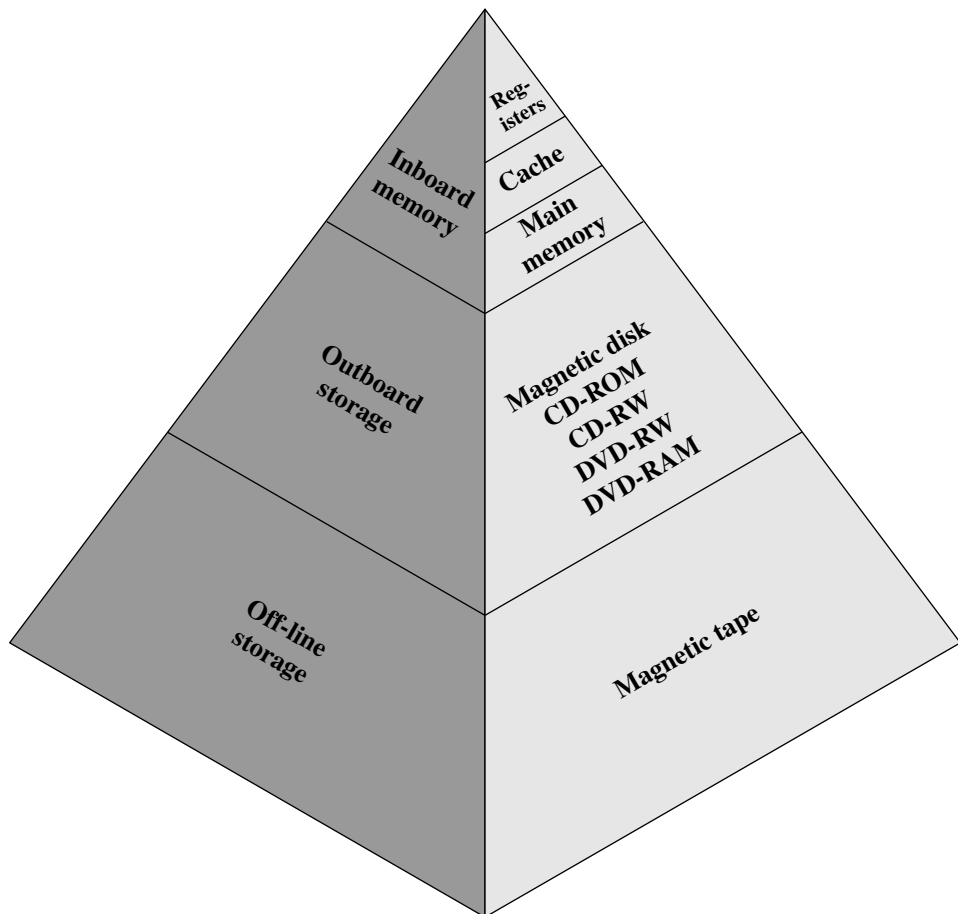 Reg-
isters
Cache
Main
memory
Inboard
memory
Magnetic disk
CD-ROM
CD-RW
DVD-RW
DVD-RAM
Outboard
storage
Magnetic tape
Off-line
storage